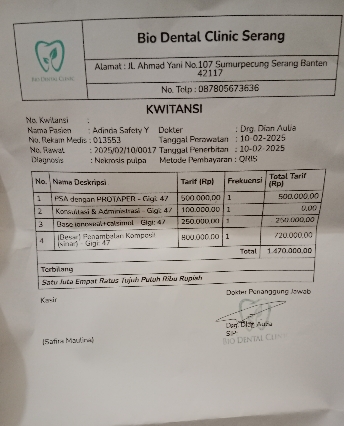 Bio Dental Clinic Serang
BIO DENTAL CLINIC
Alamat : JL. Ahmad Yani No.107 Sumurpecung Serang Banten
42117
No. Telp : 087805673636
KWITANSI
No. Kwitansi :
Nama Pasien : Adinda Safety Y Dokter : Drg. Dian Aulia
No. Rekam Medis : 013553 Tanggal Perawatan : 10-02-2025
No. Rawat : 2025/02/10/0017 Tanggal Penerbitan : 10-02-2025
Diagnosis : Nekrosis pulpa Metode Pembayaran : QRIS
No. Nama Deskripsi Tarif (Rp) Frekuensi Total Tarif (Rp)
1 PSA dengan PROTAPER - Gigi: 47 500.000,00 1 500.000,00
2 Konsultasi & Administrasi - Gigi: 47 100.000,00 1 0,00
3 Base ionoseal+calsimol - Gigi: 47 250.000,00 1 250.000,00
4 (Besar) Penambalan Komposit (sinar) - Gigi: 47 800.000,00 1 720.000,00
Total 1.470.000,00
Terbilang
Satu Juta Empat Ratus Tujuh Puluh Ribu Rupiah
Kasir Dokter Penanggung Jawab
Drg. Dian Aulia
SIP
BIO DENTAL CLINIC
(Safira Maulina)